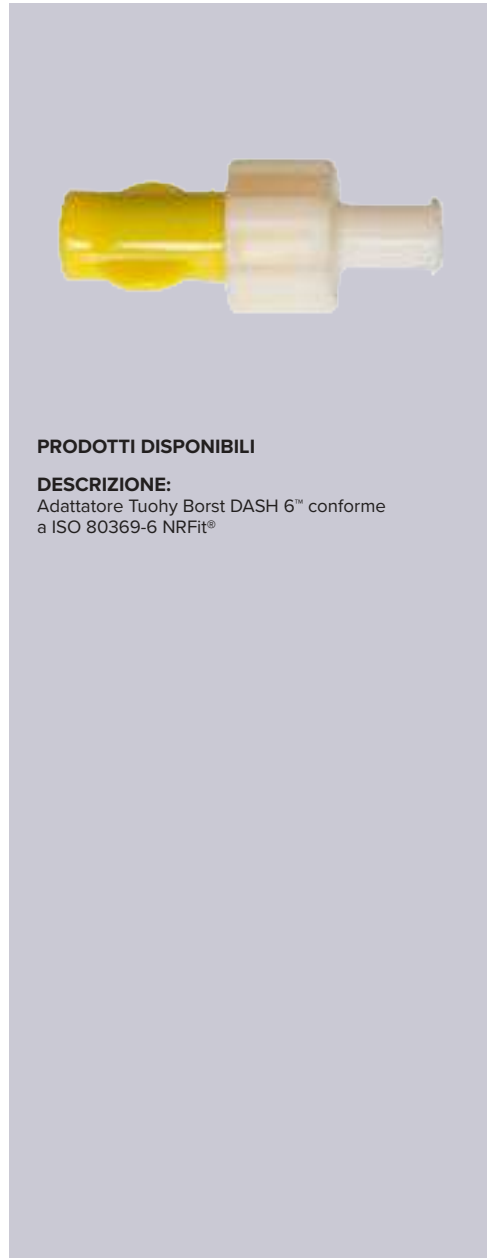 PRODOTTI DISPONIBILI
DESCRIZIONE:
Adattatore Tuohy Borst DASH 6™ conforme
a ISO 80369-6 NRFit®